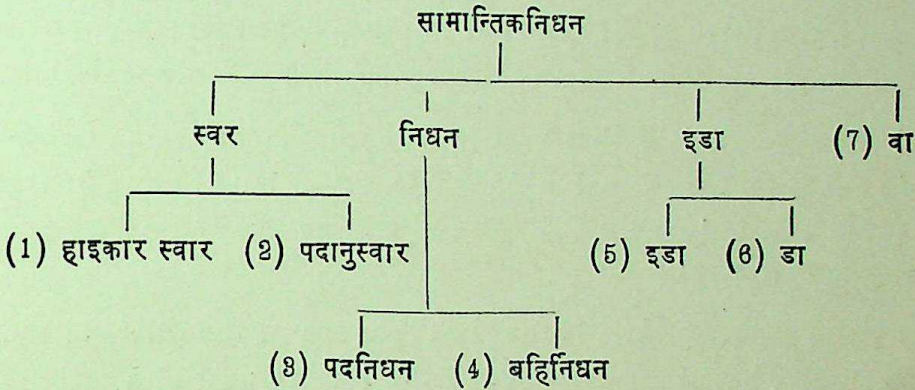 सामान्तिकनिधन
स्वर निधन इडा (7) वा
(1) हाइकार स्वार (2) पदानुस्वार (5) इडा (6) डा
(3) पदनिधन (4) बहिर्निधन